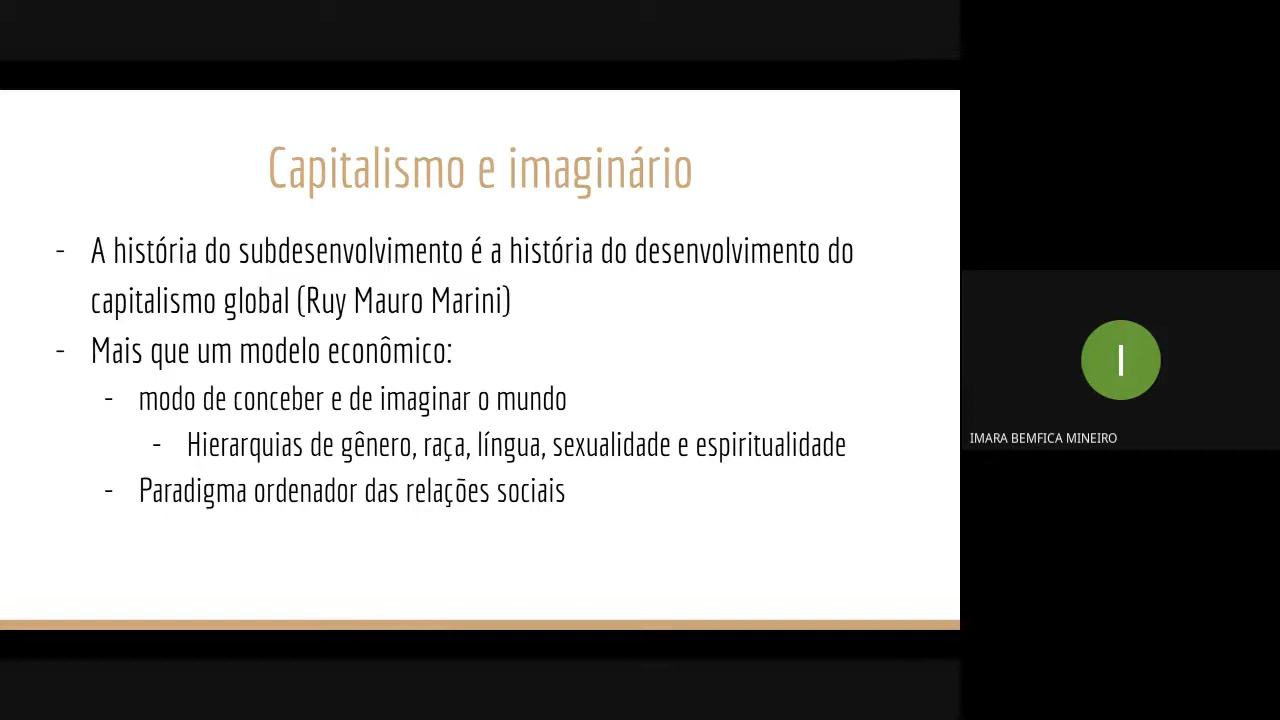 Capitalismo e imaginário
- A história do subdesenvolvimento é a história do desenvolvimento do
capitalismo global (Ruy Mauro Marini)
- Mais que um modelo econômico:
- modo de conceber e de imaginar o mundo
- Hierarquias de gênero, raça, língua, sexualidade e espiritualidade
- Paradigma ordenador das relações sociais
I
IMARA BEMFICA MINEIRO